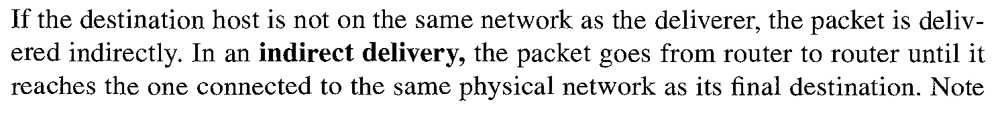 If the destination host is not on the same network as the deliverer, the packet is deliv-
ered indirectly. In an indirect delivery, the packet goes from router to router until it
reaches the one connected to the same physical network as its final destination. Note